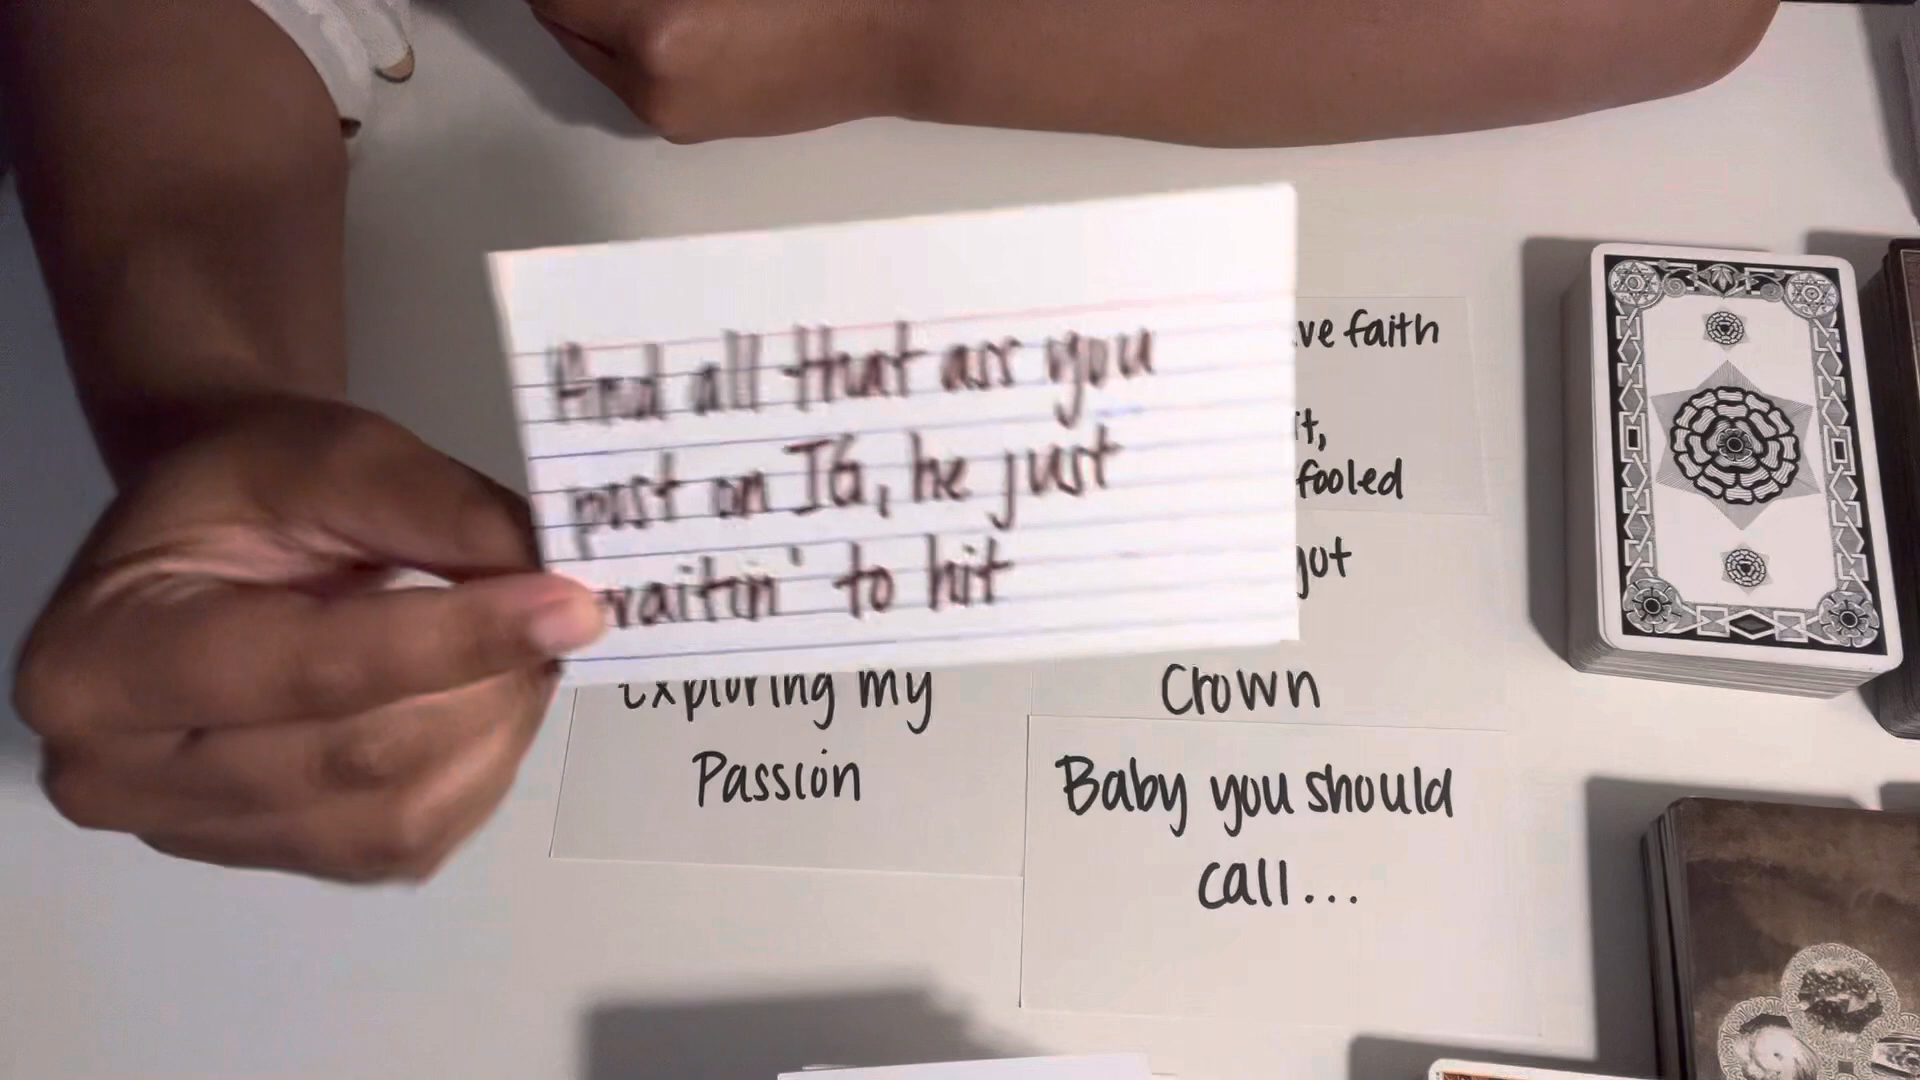 And all that ass you
post on IG, he just
waitin' to hit
ve faith
it,
fooled
got
Crown
Exploring my
Passion
Baby you should
call...